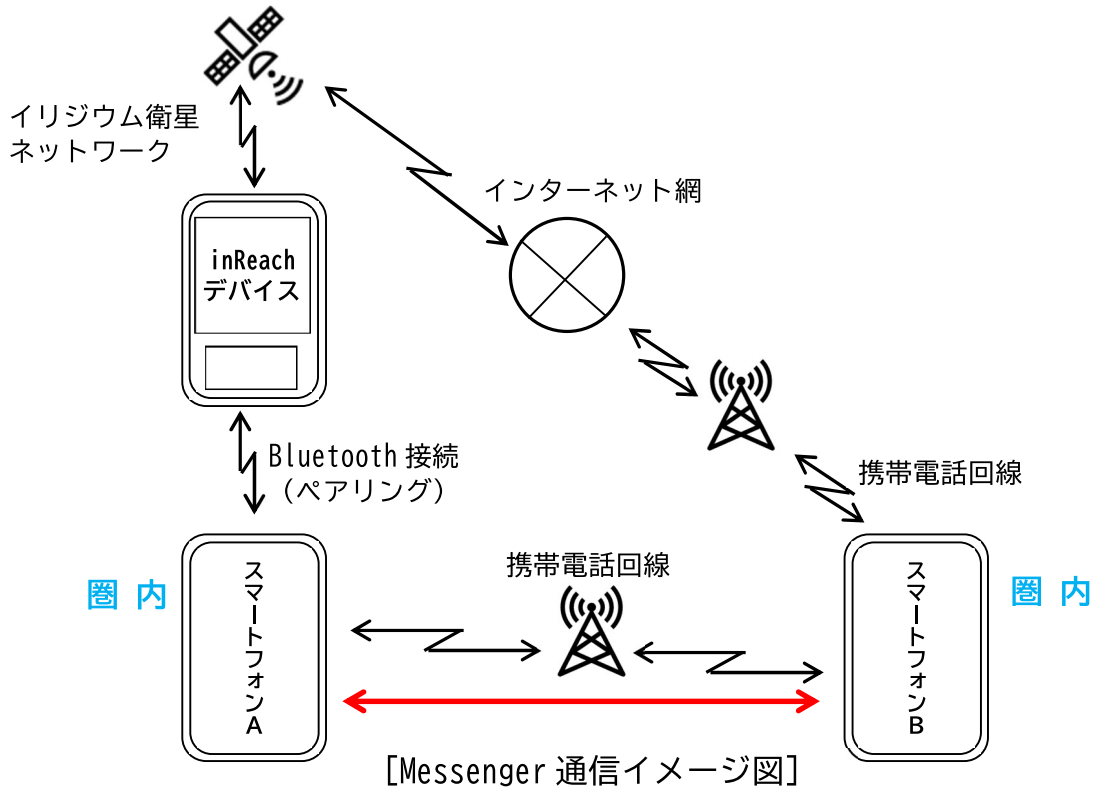 イリジウム衛星
ネットワーク
インターネット網
inReach
デバイス
Bluetooth 接続
（ペアリング）
携帯電話回線
携帯電話回線
圏 内
スマートフォンA
スマートフォンB
圏 内
[Messenger 通信イメージ図]